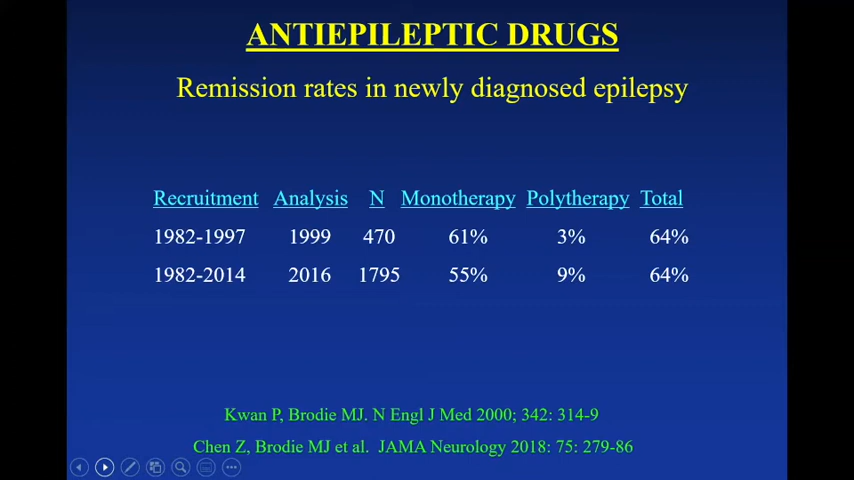 ANTIEPILEPTIC DRUGS
Remission rates in newly diagnosed epilepsy
Recruitment Analysis N Monotherapy Polytherapy Total
1982-1997 1999 470 61% 3% 64%
1982-2014 2016 1795 55% 9% 64%
Kwan P, Brodie MJ. N Engl J Med 2000; 342: 314-9
Chen Z, Brodie MJ et al. JAMA Neurology 2018: 75: 279-86